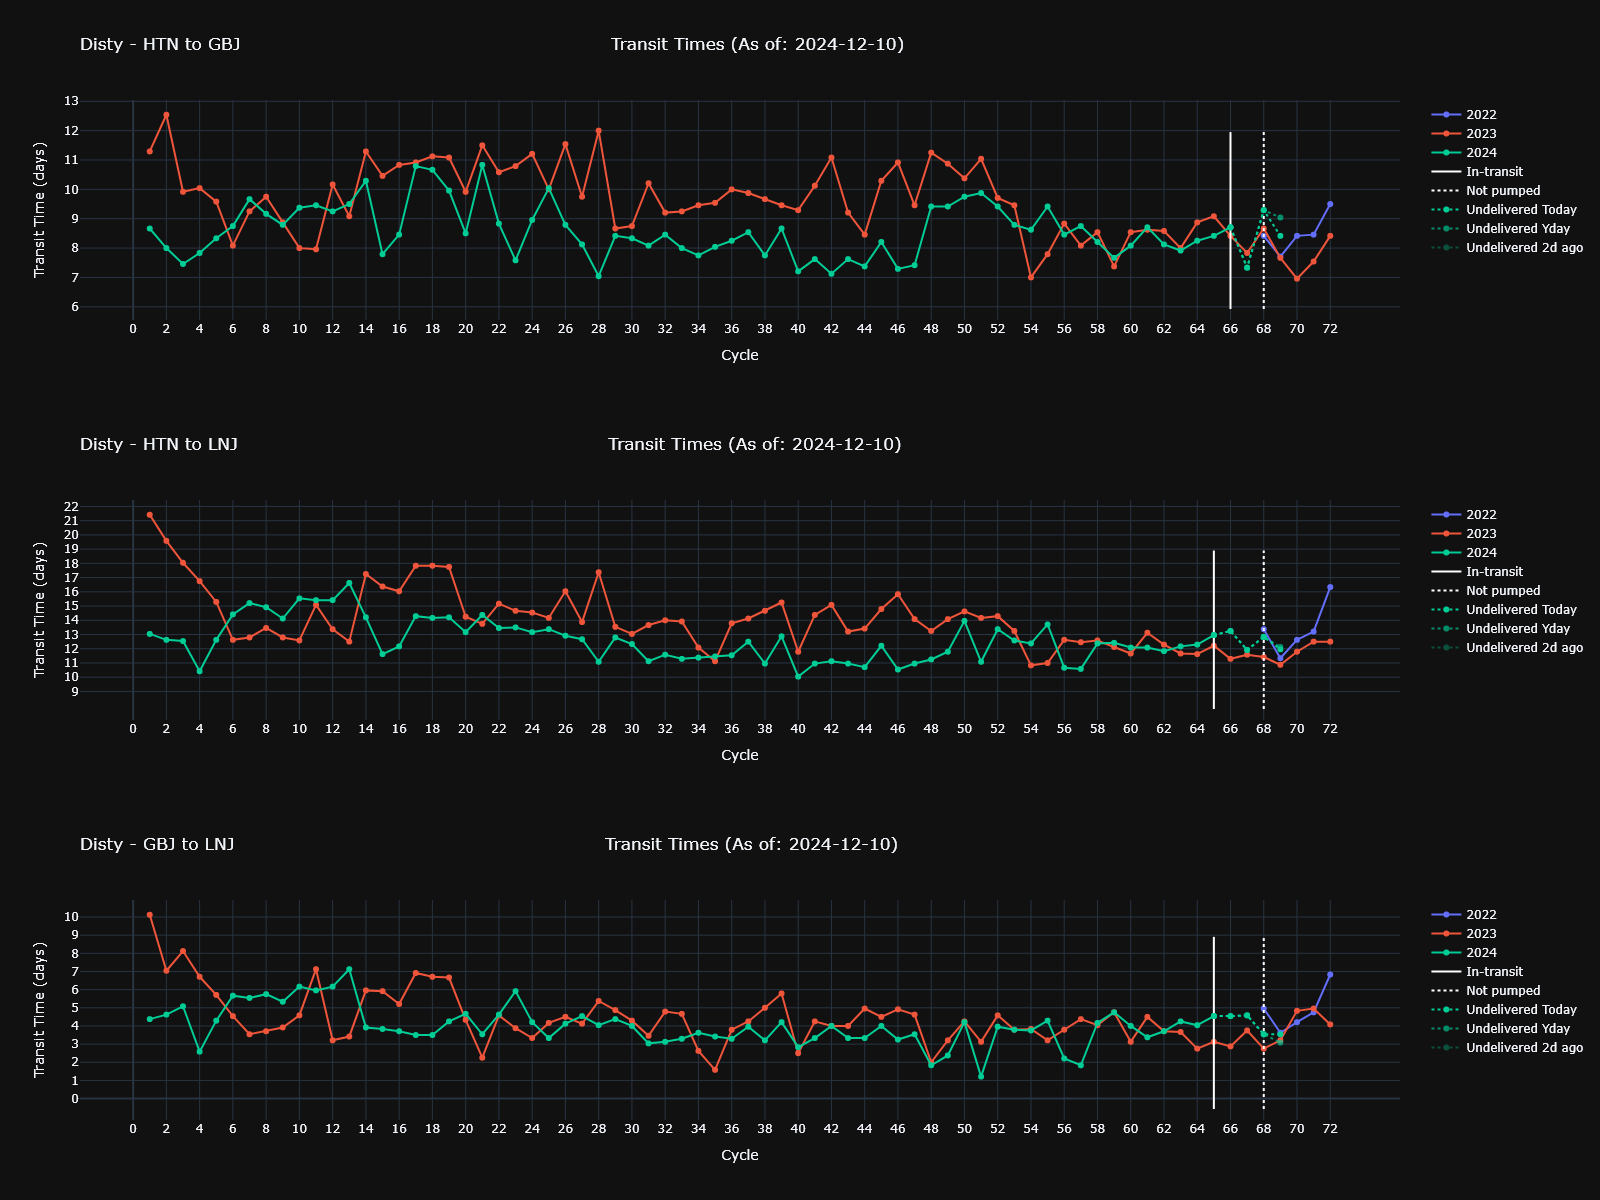 Disty - HTN to GBJ
Transit Times (As of: 2024-12-10)
Transit Time (days)
13
12
11
10
9
8
7
6
0 2 4 6 8 10 12 14 16 18 20 22 24 26 28 30 32 34 36 38 40 42 44 46 48 50 52 54 56 58 60 62 64 66 68 70 72
Cycle
2022
2023
2024
In-transit
Not pumped
Undelivered Today
Undelivered Yday
Undelivered 2d ago
Disty - HTN to LNJ
Transit Times (As of: 2024-12-10)
Transit Time (days)
22
21
20
19
18
17
16
15
14
13
12
11
10
9
0 2 4 6 8 10 12 14 16 18 20 22 24 26 28 30 32 34 36 38 40 42 44 46 48 50 52 54 56 58 60 62 64 66 68 70 72
Cycle
2022
2023
2024
In-transit
Not pumped
Undelivered Today
Undelivered Yday
Undelivered 2d ago
Disty - GBJ to LNJ
Transit Times (As of: 2024-12-10)
Transit Time (days)
10
9
8
7
6
5
4
3
2
1
0
0 2 4 6 8 10 12 14 16 18 20 22 24 26 28 30 32 34 36 38 40 42 44 46 48 50 52 54 56 58 60 62 64 66 68 70 72
Cycle
2022
2023
2024
In-transit
Not pumped
Undelivered Today
Undelivered Yday
Undelivered 2d ago